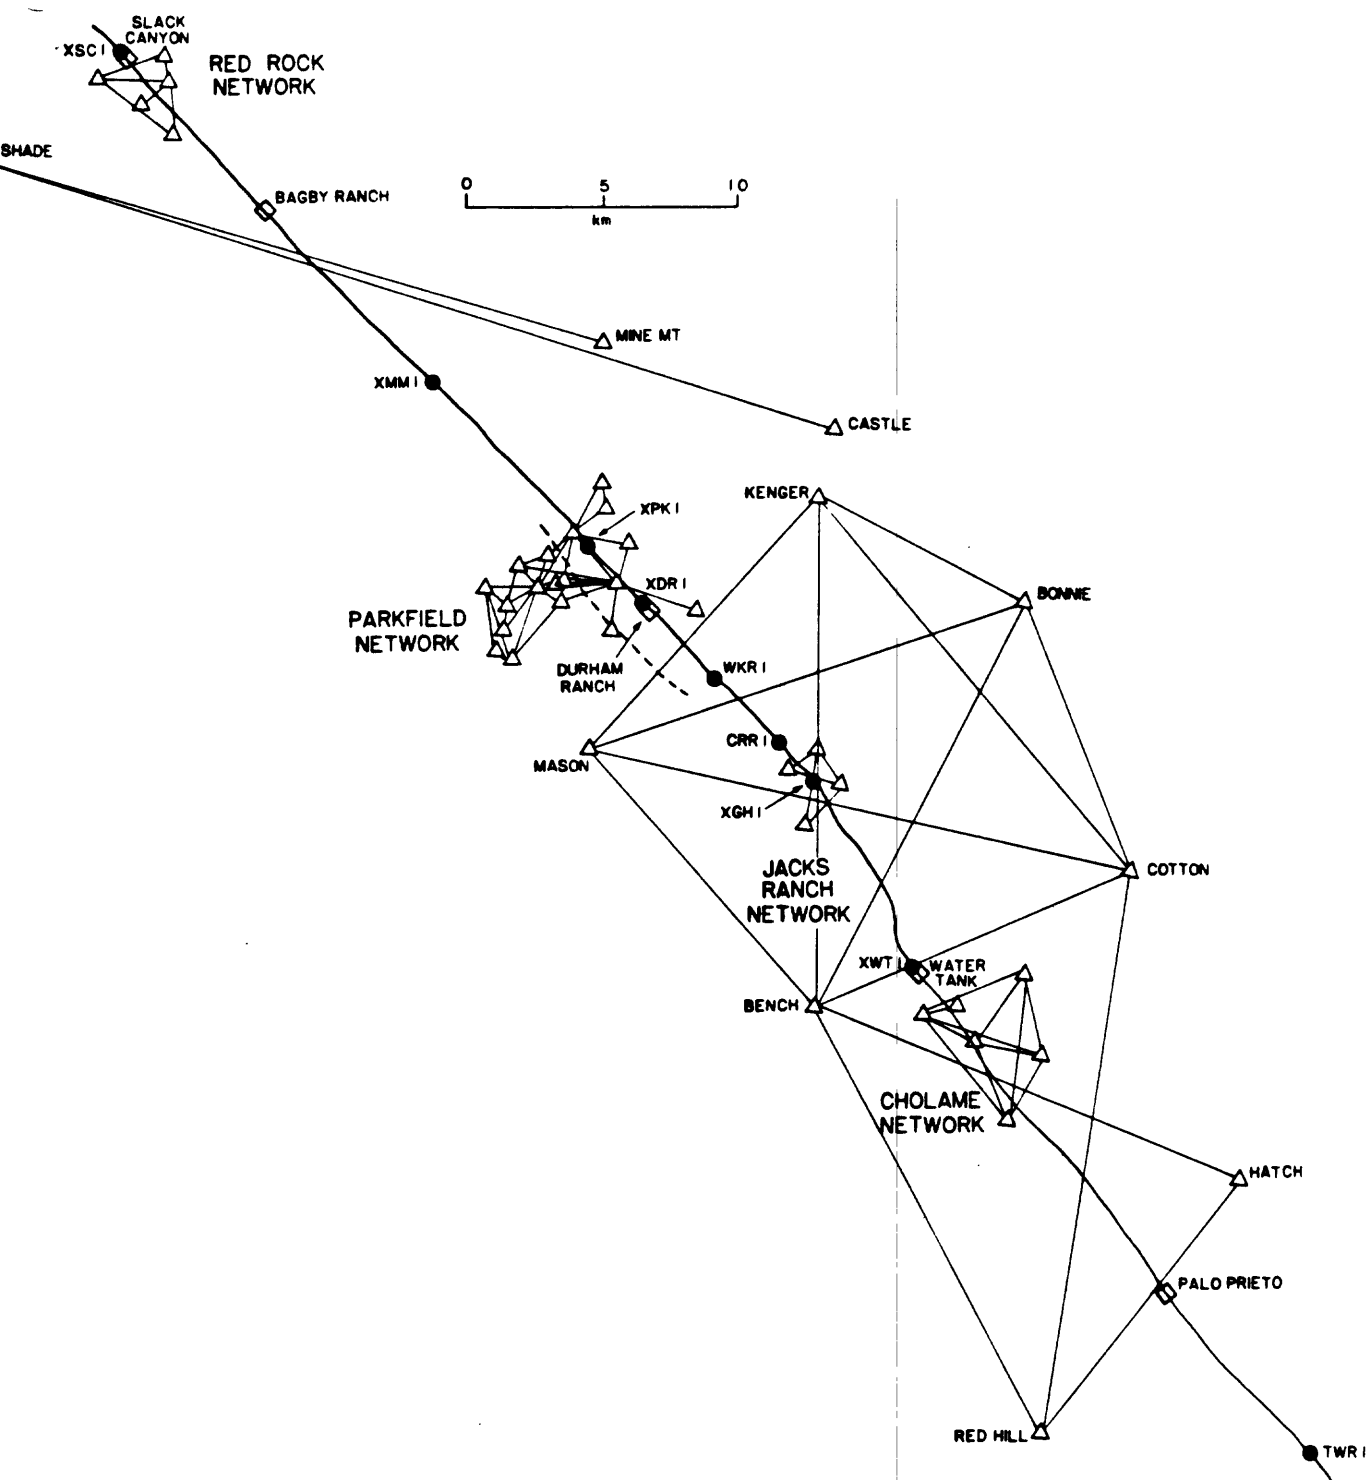 SLACK
CANYON
XSC1
RED ROCK
NETWORK
SHADE
BAGBY RANCH
0 5 10
km
MINE MT
XMM1
CASTLE
KENGER
XPK1
XDR1
BONNIE
PARKFIELD
NETWORK
DURHAM
RANCH
WKR1
CRR1
MASON
XGH1
JACKS
RANCH
NETWORK
COTTON
XWT1
WATER
TANK
BENCH
CHOLAME
NETWORK
HATCH
PALO PRIETO
RED HILL
TWR1